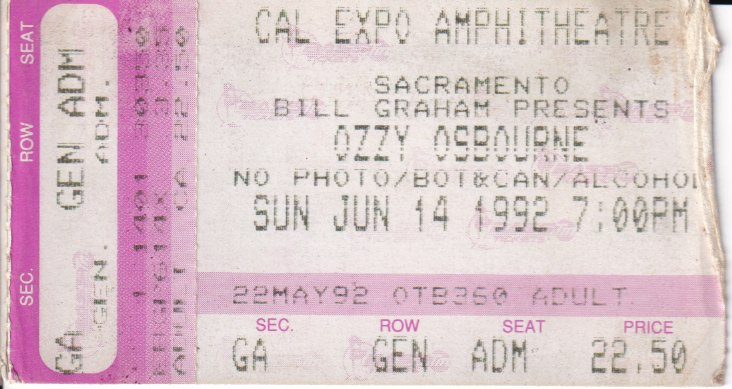 CAL EXPO AMPHITHEATRE
SACRAMENTO
BILL GRAHAM PRESENTS
OZZY OSBOURNE
NO PHOTO/BOT&CAN/ALCOHOL
SUN JUN 14 1992 7:00PM
22MAY92 OTB360 ADULT
SEC. ROW SEAT PRICE
GA GEN ADM 22.50
SEC. ROW SEAT
GA GEN ADM
GEN. ADM.